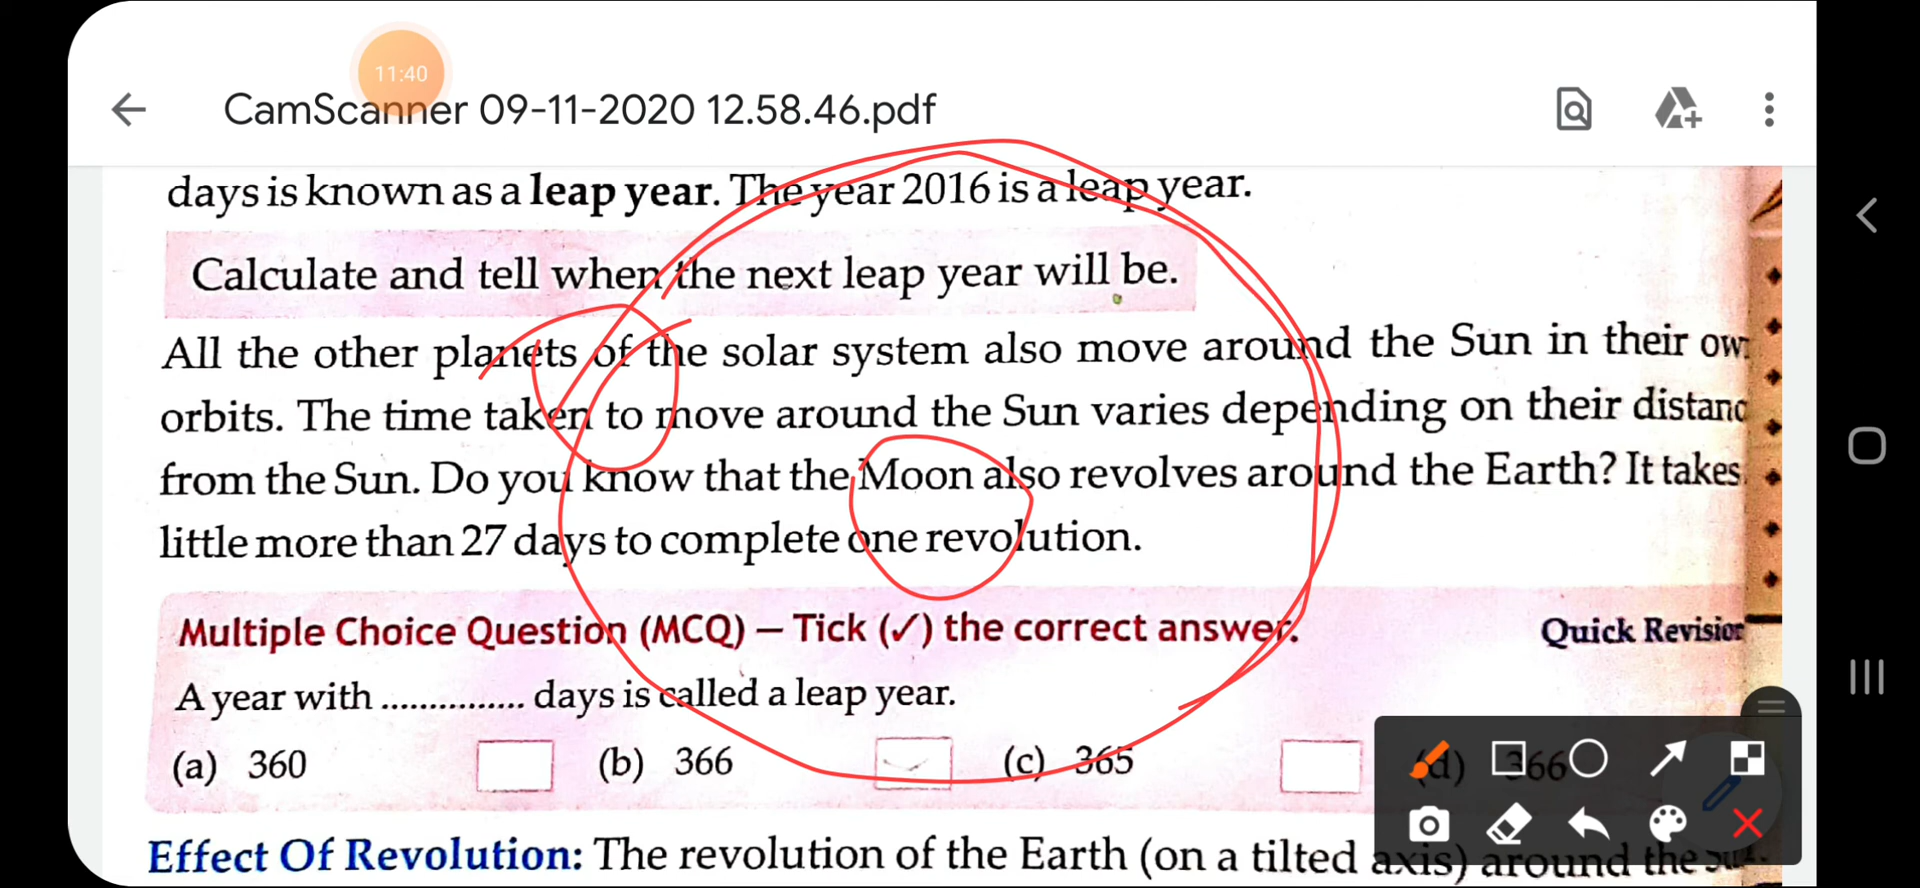 11:40
CamScanner 09-11-2020 12.58.46.pdf
days is known as a leap year. The year 2016 is a leap year.
Calculate and tell when the next leap year will be.
All the other planets of the solar system also move around the Sun in their ow
orbits. The time taken to move around the Sun varies depending on their distanc
from the Sun. Do you know that the Moon also revolves around the Earth? It takes
little more than 27 days to complete one revolution.
Multiple Choice Question (MCQ) – Tick (✓) the correct answer. Quick Revision
A year with .............. days is called a leap year.
(a) 360 (b) 366 (c) 365 (d) 366
Effect Of Revolution: The revolution of the Earth (on a tilted axis) around the